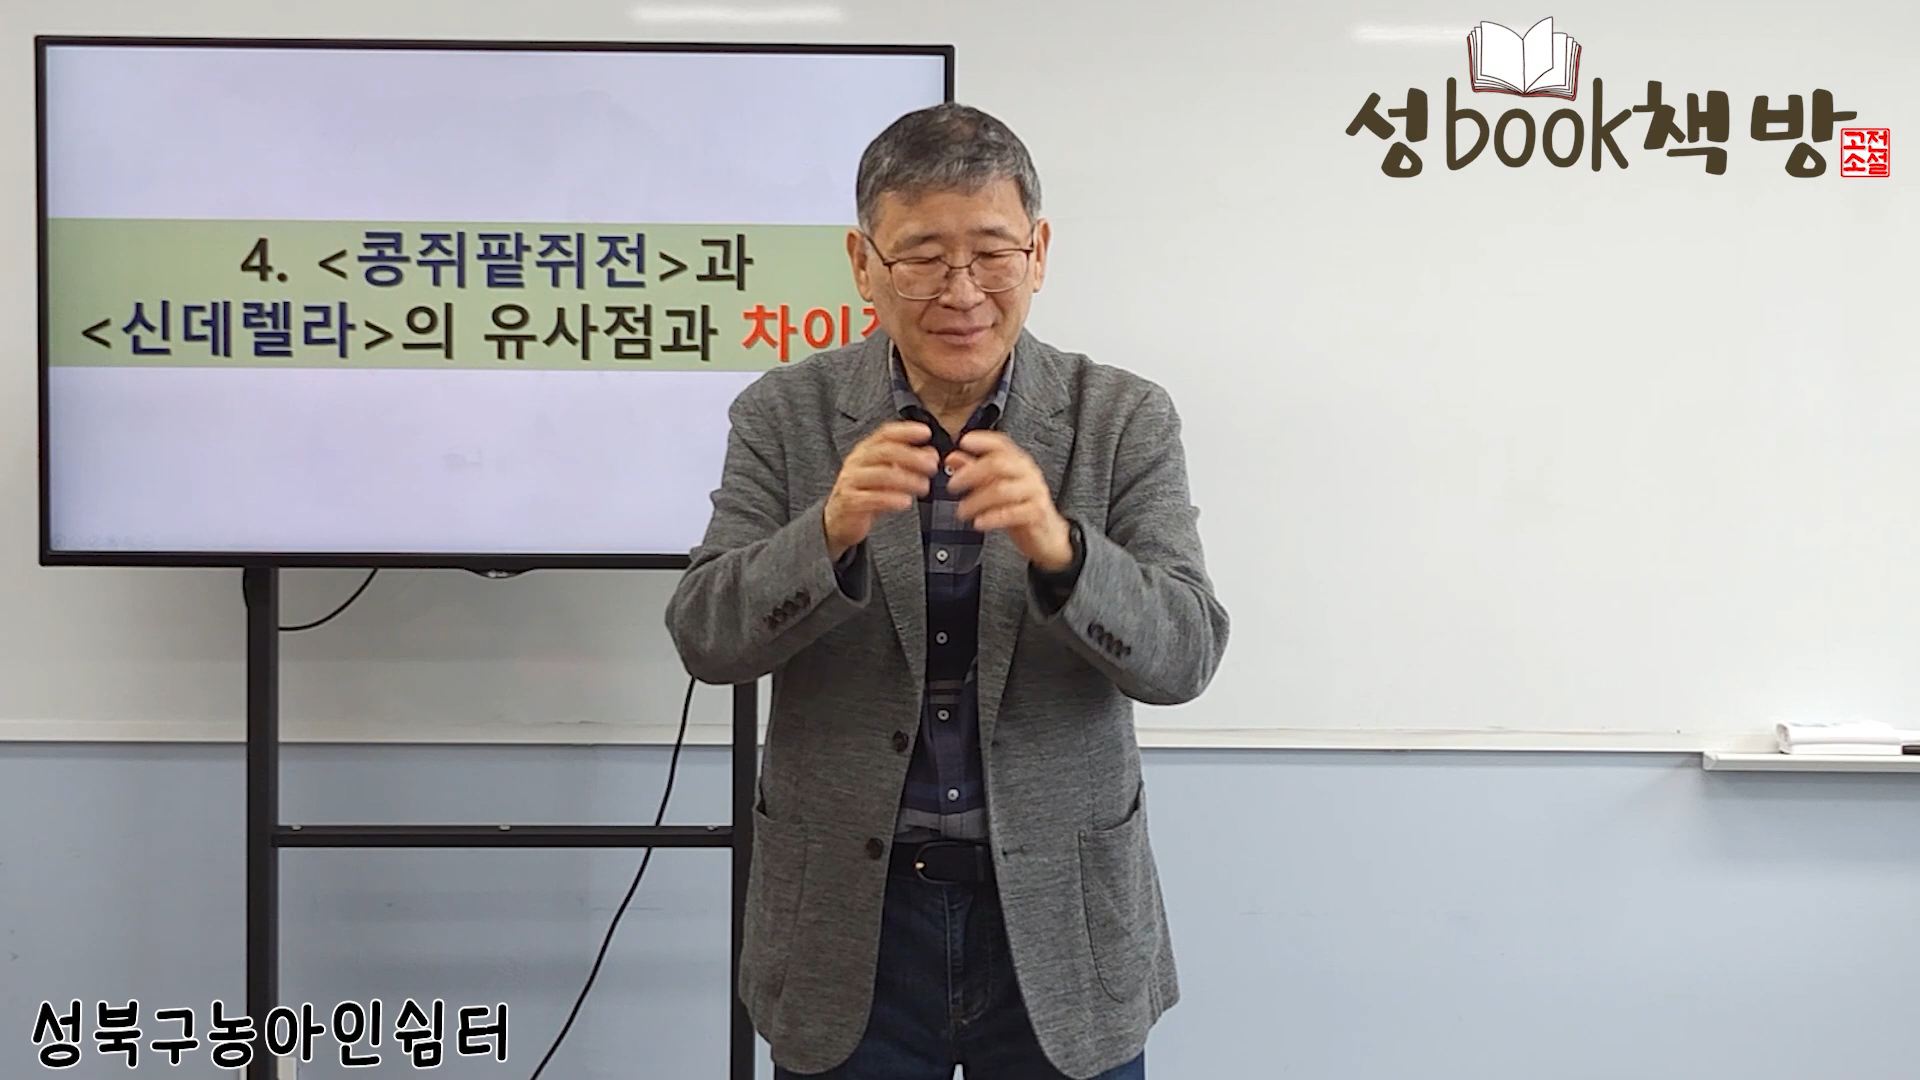 성book책방
고전
소설
4. <콩쥐팥쥐전>과
<신데렐라>의 유사점과 차이
성북구농아인쉼터